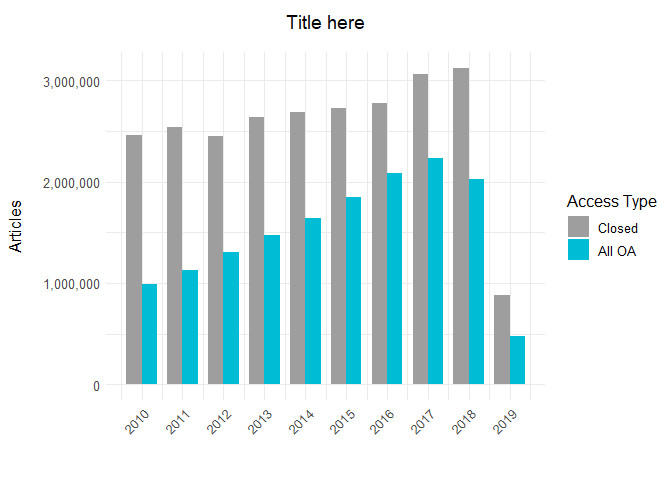 Title here
Articles
3,000,000
2,000,000
1,000,000
0
2010
2011
2012
2013
2014
2015
2016
2017
2018
2019
Access Type
Closed
All OA